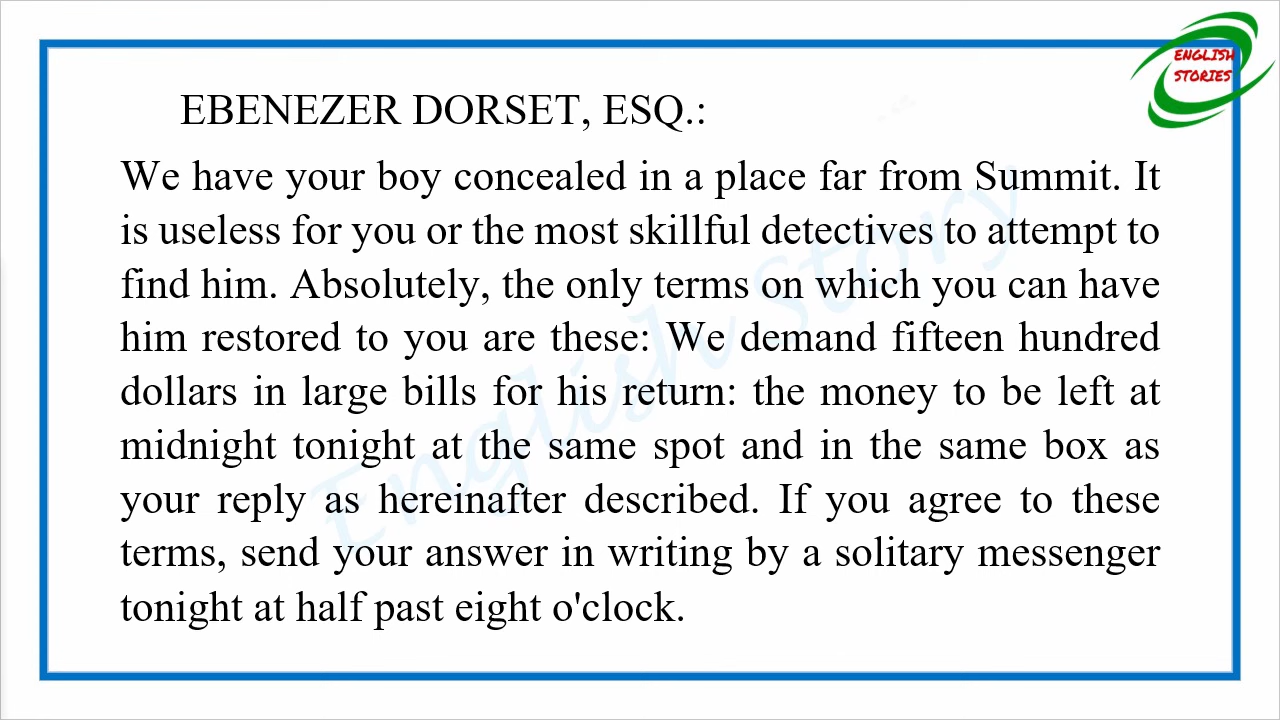 ENGLISH
STORIES
EBENEZER DORSET, ESQ.:
We have your boy concealed in a place far from Summit. It
is useless for you or the most skillful detectives to attempt to
find him. Absolutely, the only terms on which you can have
him restored to you are these: We demand fifteen hundred
dollars in large bills for his return: the money to be left at
midnight tonight at the same spot and in the same box as
your reply as hereinafter described. If you agree to these
terms, send your answer in writing by a solitary messenger
tonight at half past eight o'clock.
English Story